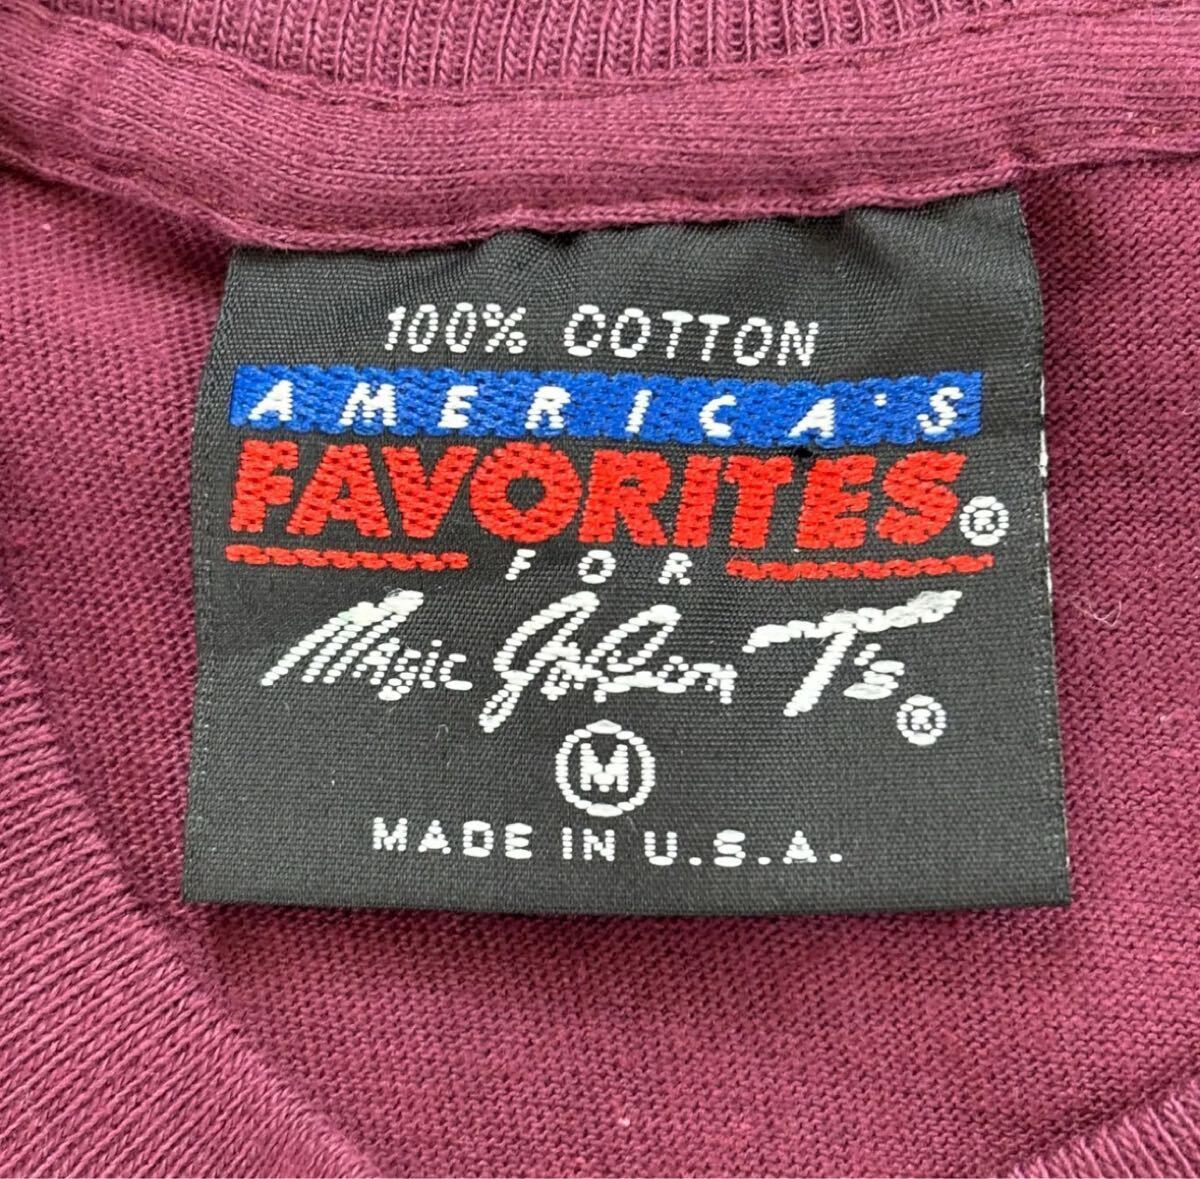 100% COTTON
AMERICA'S
FAVORITES®
FOR
Magic Johnson T's®
M
MADE IN U.S.A.